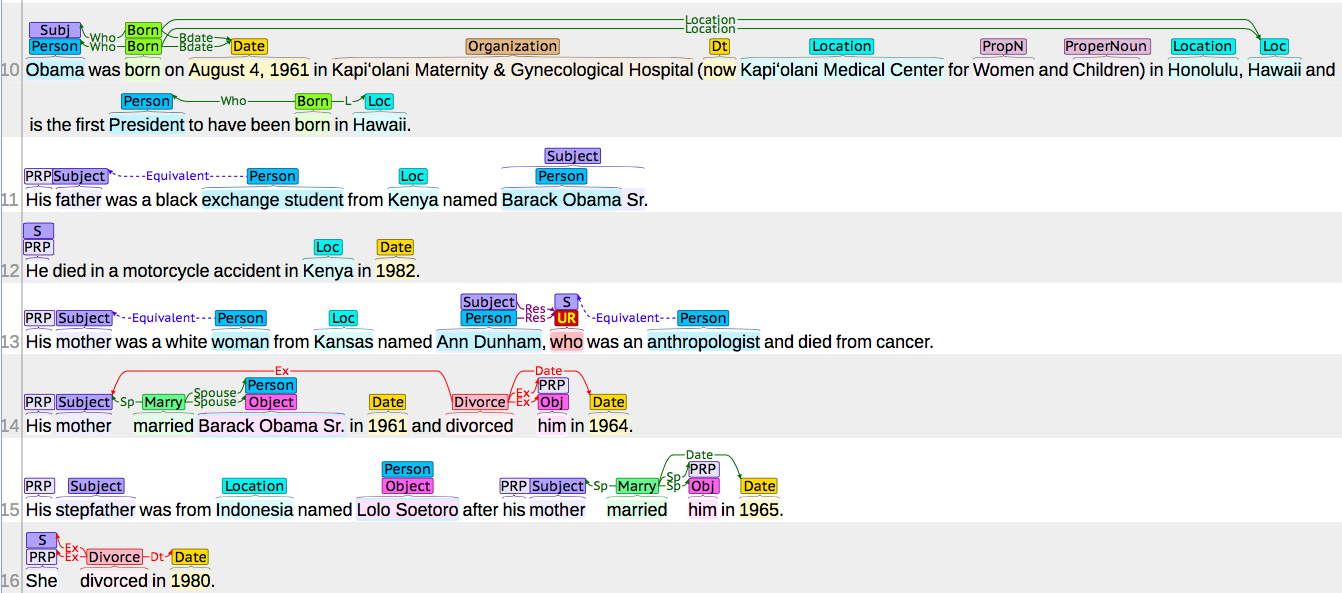 Location
Subj Born Location
Who Bdate
Person Who Born Bdate Date Organization Dt Location PropN ProperNoun Location Loc
10 Obama was born on August 4, 1961 in Kapiʻolani Maternity & Gynecological Hospital (now Kapiʻolani Medical Center for Women and Children) in Honolulu, Hawaii and
Person Who Born L Loc
is the first President to have been born in Hawaii.
Subject
PRP Subject Equivalent Person Loc Person
11 His father was a black exchange student from Kenya named Barack Obama Sr.
S
PRP Loc Date
12 He died in a motorcycle accident in Kenya in 1982.
Subject Res S
PRP Subject Equivalent Person Loc Person Res UR Equivalent Person
13 His mother was a white woman from Kansas named Ann Dunham, who was an anthropologist and died from cancer.
Ex Date
Spouse Person Ex PRP
PRP Subject Sp Marry Spouse Object Date Divorce Ex Obj Date
14 His mother married Barack Obama Sr. in 1961 and divorced him in 1964.
Date
Person Sp PRP
PRP Subject Location Object PRP Subject Sp Marry Sp Obj Date
15 His stepfather was from Indonesia named Lolo Soetoro after his mother married him in 1965.
S Ex
PRP Ex Divorce Dt Date
16 She divorced in 1980.